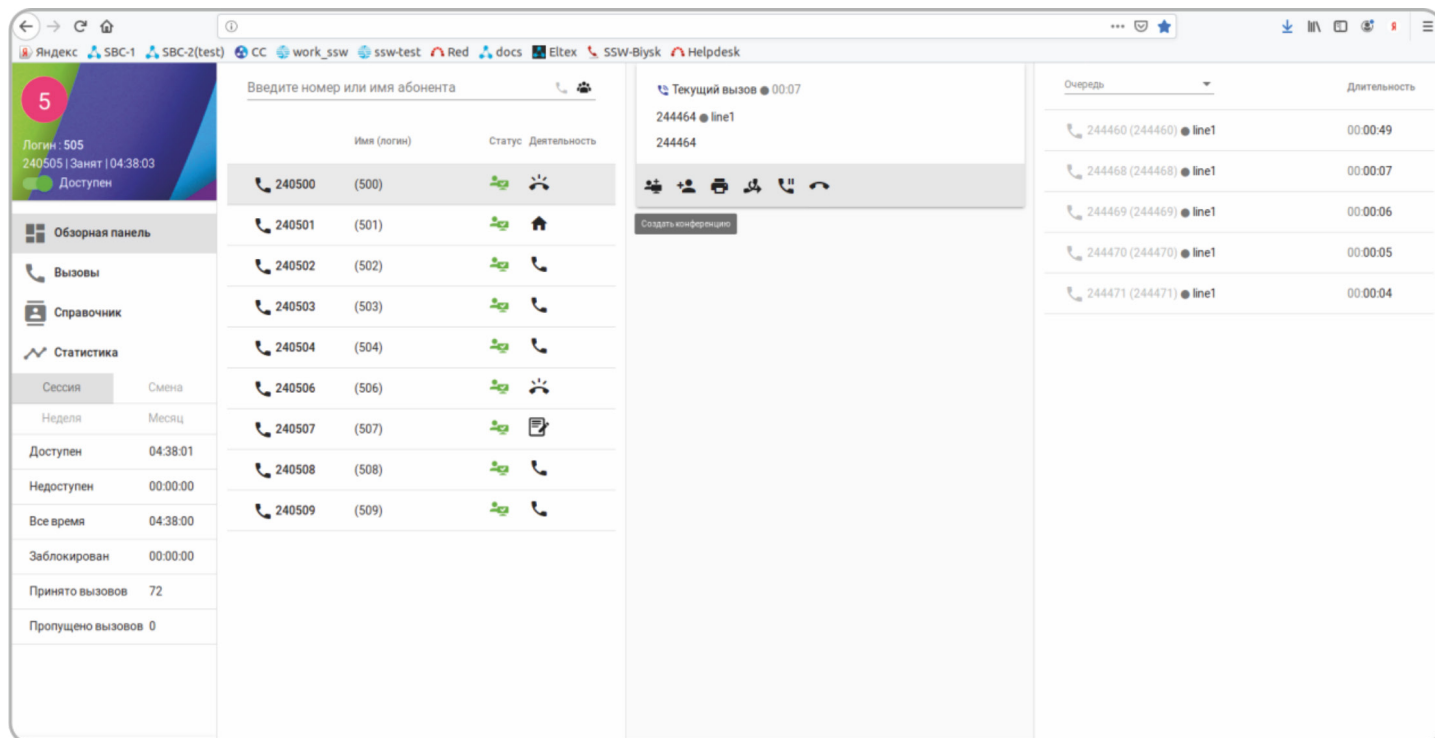 Яндекс SBC-1 SBC-2(test) CC work_ssw ssw-test Red docs Eltex SSW-Biysk Helpdesk
5
Логин : 505
240505 | Занят | 04:38:03
Доступен
Обзорная панель
Вызовы
Справочник
Статистика
Сессия Смена
Неделя Месяц
Доступен 04:38:01
Недоступен 00:00:00
Все время 04:38:00
Заблокирован 00:00:00
Принято вызовов 72
Пропущено вызовов 0
Введите номер или имя абонента
Имя (логин) Статус Деятельность
240500 (500)
240501 (501)
240502 (502)
240503 (503)
240504 (504)
240506 (506)
240507 (507)
240508 (508)
240509 (509)
Текущий вызов 00:07
244464 line1
244464
Создать конференцию
Очередь Длительность
244460 (244460) line1 00:00:49
244468 (244468) line1 00:00:07
244469 (244469) line1 00:00:06
244470 (244470) line1 00:00:05
244471 (244471) line1 00:00:04